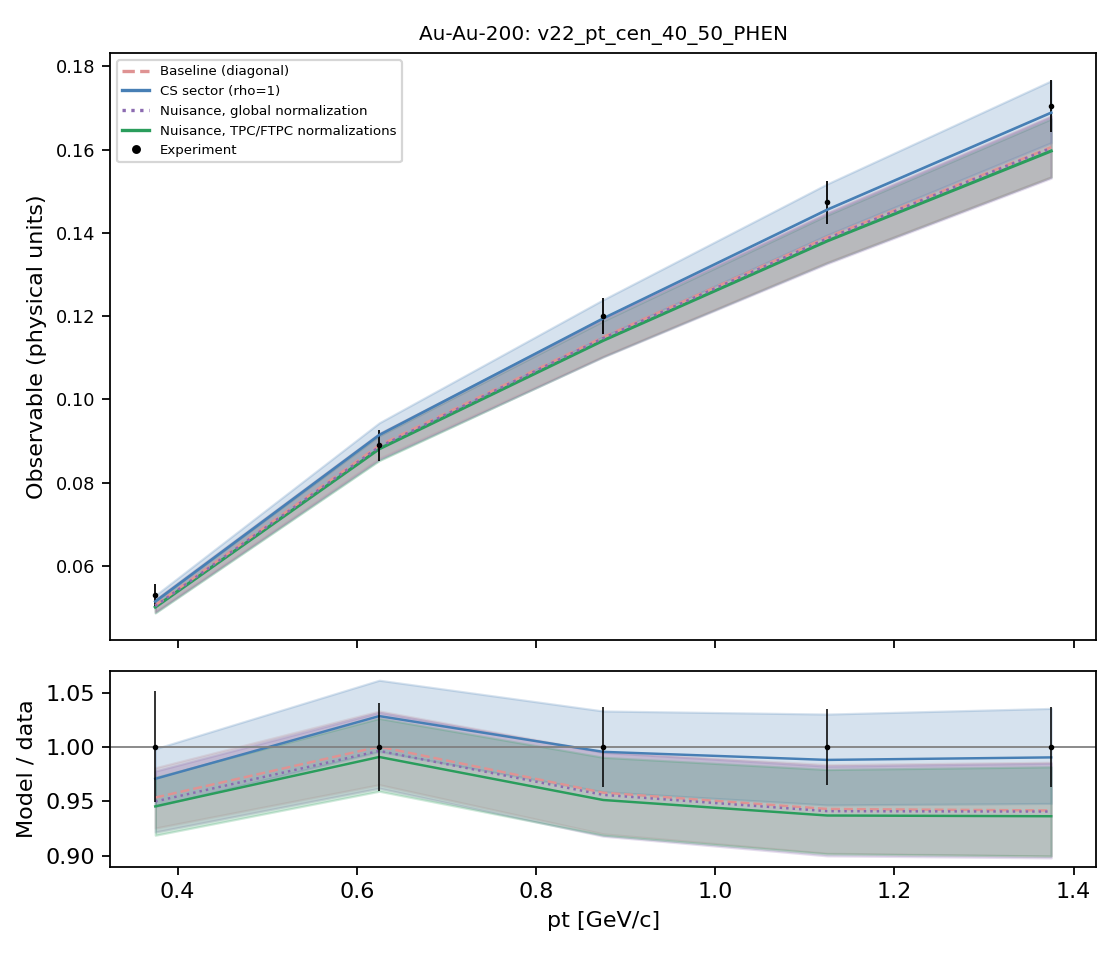 Au-Au-200: v22_pt_cen_40_50_PHEN
Baseline (diagonal)
CS sector (rho=1)
Nuisance, global normalization
Nuisance, TPC/FTPC normalizations
Experiment
Observable (physical units)
0.18
0.16
0.14
0.12
0.10
0.08
0.06
Model / data
1.05
1.00
0.95
0.90
0.4
0.6
0.8
1.0
1.2
1.4
pt [GeV/c]